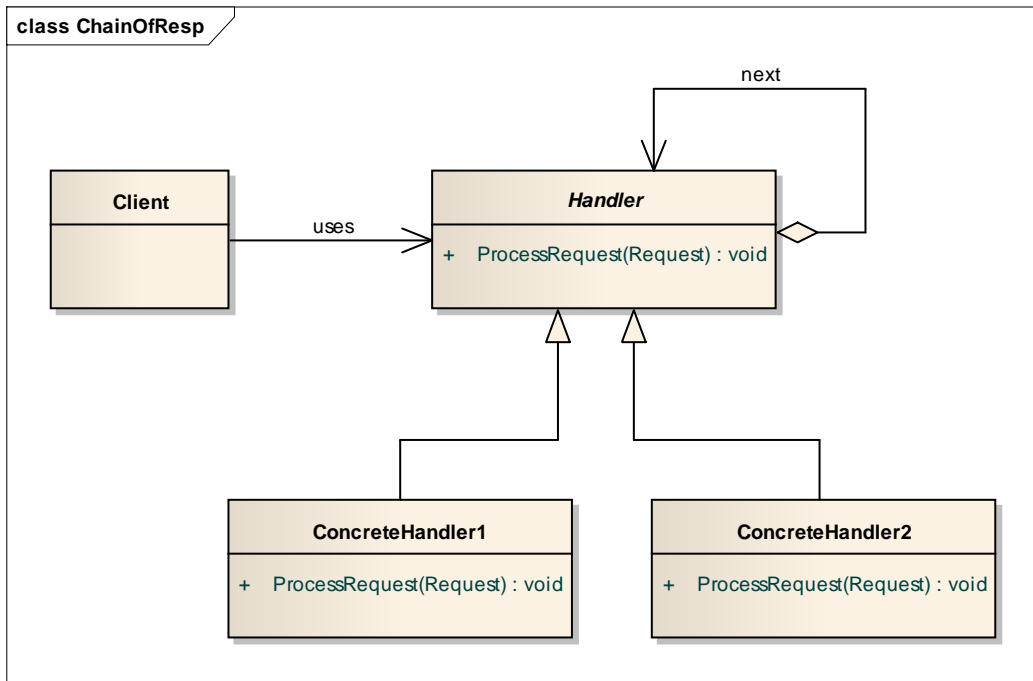 class ChainOfResp
next
Client
uses
Handler
+ ProcessRequest(Request) : void
ConcreteHandler1
+ ProcessRequest(Request) : void
ConcreteHandler2
+ ProcessRequest(Request) : void